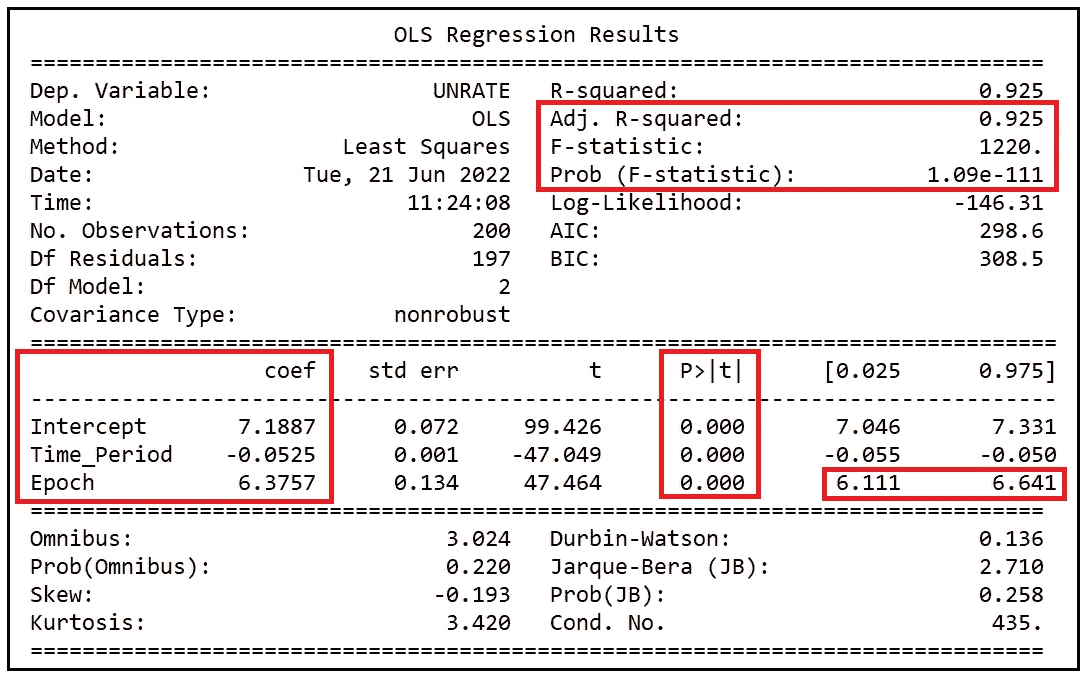 OLS Regression Results
==============================================================================
Dep. Variable: UNRATE R-squared: 0.925
Model: OLS Adj. R-squared: 0.925
Method: Least Squares F-statistic: 1220.
Date: Tue, 21 Jun 2022 Prob (F-statistic): 1.09e-111
Time: 11:24:08 Log-Likelihood: -146.31
No. Observations: 200 AIC: 298.6
Df Residuals: 197 BIC: 308.5
Df Model: 2
Covariance Type: nonrobust
===============================================================================
coef std err t P>|t| [0.025 0.975]
-------------------------------------------------------------------------------
Intercept 7.1887 0.072 99.426 0.000 7.046 7.331
Time_Period -0.0525 0.001 -47.049 0.000 -0.055 -0.050
Epoch 6.3757 0.134 47.464 0.000 6.111 6.641
==============================================================================
Omnibus: 3.024 Durbin-Watson: 0.136
Prob(Omnibus): 0.220 Jarque-Bera (JB): 2.710
Skew: -0.193 Prob(JB): 0.258
Kurtosis: 3.420 Cond. No. 435.
==============================================================================